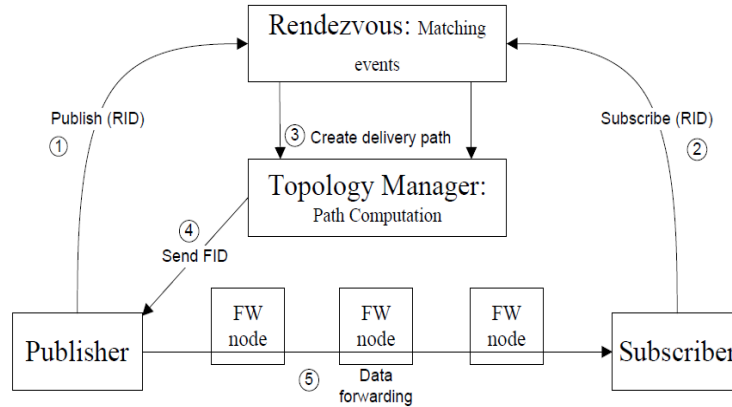 Rendezvous: Matching
events
Publish (RID)
①
Subscribe (RID)
②
③ Create delivery path
Topology Manager:
Path Computation
④
Send FID
FW
node
FW
node
FW
node
Publisher
Subscriber
⑤ Data
forwarding